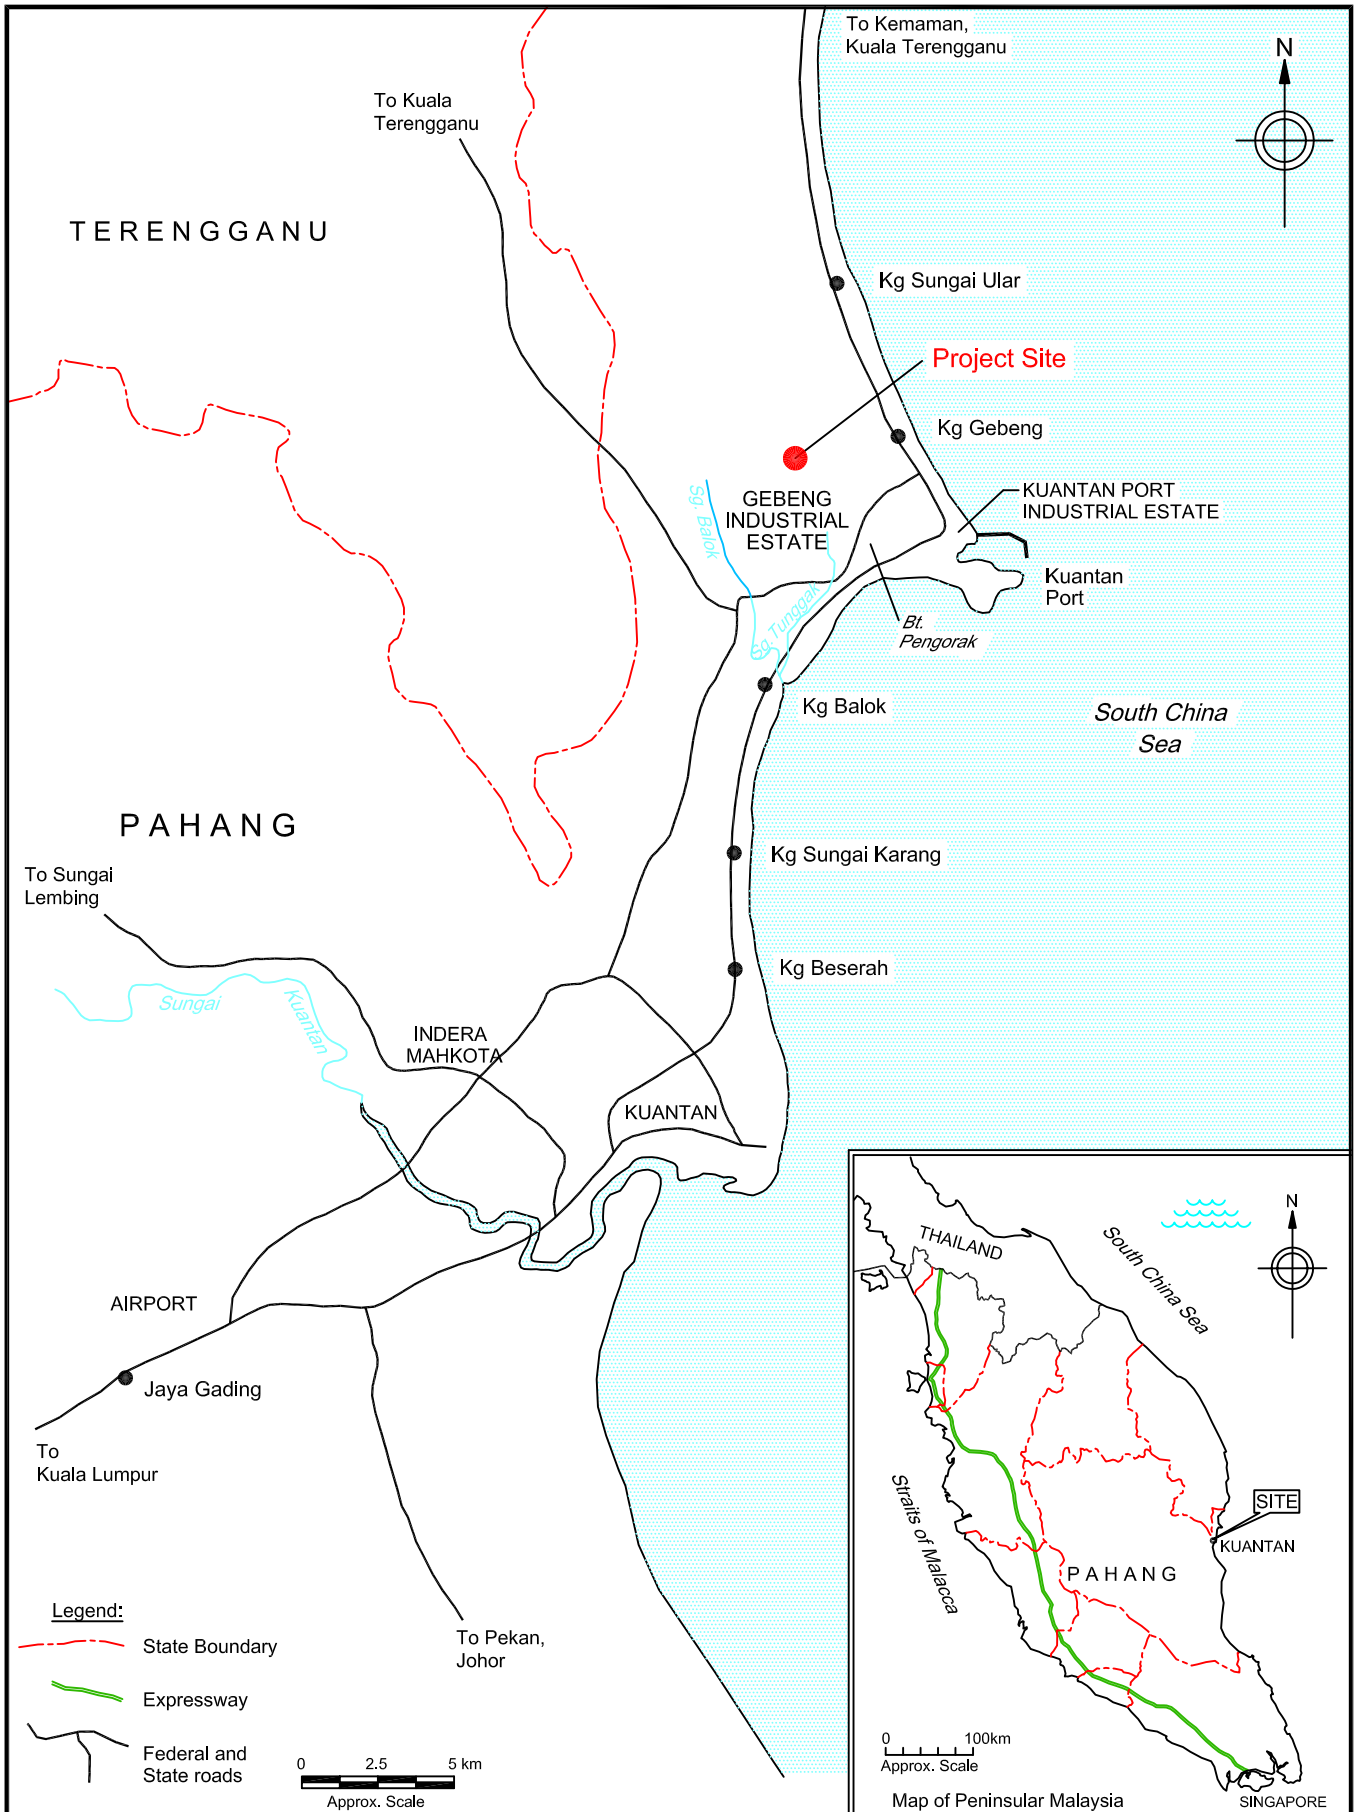 To Kemaman,
Kuala Terengganu
N
To Kuala
Terengganu
TERENGGANU
Kg Sungai Ular
Project Site
Kg Gebeng
Sg. Balok
GEBENG
INDUSTRIAL
ESTATE
KUANTAN PORT
INDUSTRIAL ESTATE
Kuantan
Port
Sg. Tunggak
Bt.
Pengorak
Kg Balok
South China
Sea
PAHANG
Kg Sungai Karang
To Sungai
Lembing
Kg Beserah
Sungai
Kuantan
INDERA
MAHKOTA
KUANTAN
AIRPORT
Jaya Gading
To
Kuala Lumpur
To Pekan,
Johor
Legend:
State Boundary
Expressway
Federal and
State roads
0 2.5 5 km
Approx. Scale
THAILAND
South China Sea
N
Straits of Malacca
SITE
KUANTAN
PAHANG
0 100km
Approx. Scale
Map of Peninsular Malaysia
SINGAPORE